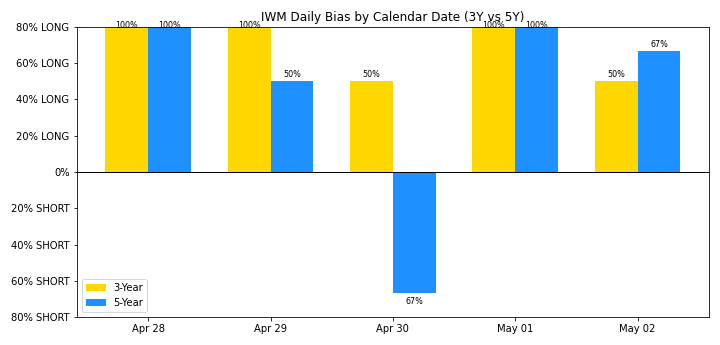 IWM Daily Bias by Calendar Date (3Y vs 5Y)
80% LONG
60% LONG
40% LONG
20% LONG
0%
20% SHORT
40% SHORT
60% SHORT
80% SHORT
100%
100%
100%
50%
50%
67%
100%
100%
50%
67%
3-Year
5-Year
Apr 28
Apr 29
Apr 30
May 01
May 02